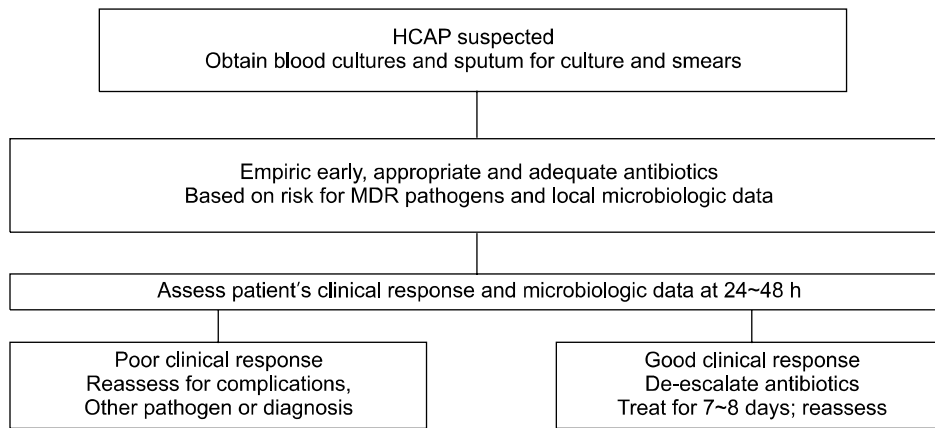 HCAP suspected
Obtain blood cultures and sputum for culture and smears
Empiric early, appropriate and adequate antibiotics
Based on risk for MDR pathogens and local microbiologic data
Assess patient's clinical response and microbiologic data at 24~48 h
Poor clinical response
Reassess for complications,
Other pathogen or diagnosis
Good clinical response
De-escalate antibiotics
Treat for 7~8 days; reassess